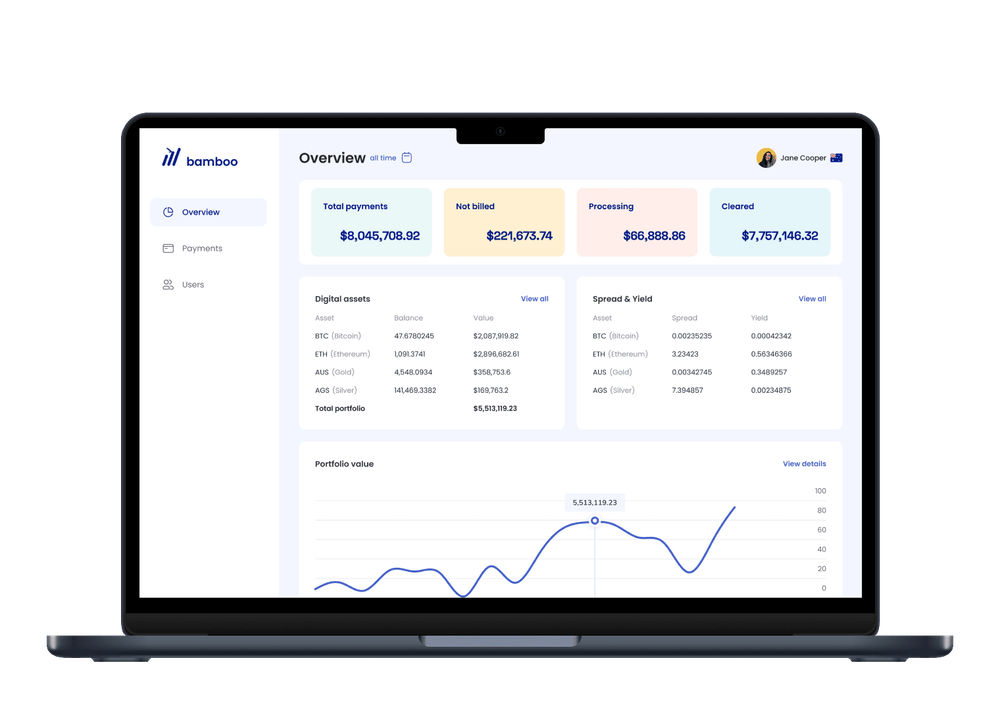 bamboo
Overview all time
Jane Cooper
Overview
Payments
Users
Total payments
$8,045,708.92
Not billed
$221,673.74
Processing
$66,888.86
Cleared
$7,757,146.32
Digital assets View all
Asset Balance Value
BTC (Bitcoin) 47.6780245 $2,087,919.82
ETH (Ethereum) 1,091.3741 $2,896,682.61
AUS (Gold) 4,548.0934 $358,753.6
AGS (Silver) 141,469.3382 $169,763.2
Total portfolio $5,513,119.23
Spread & Yield View all
Asset Spread Yield
BTC (Bitcoin) 0.00235235 0.00042342
ETH (Ethereum) 3.23423 0.56346366
AUS (Gold) 0.00342745 0.3489257
AGS (Silver) 7.394857 0.00234875
Portfolio value View details
5,513,119.23
100
80
60
40
20
0